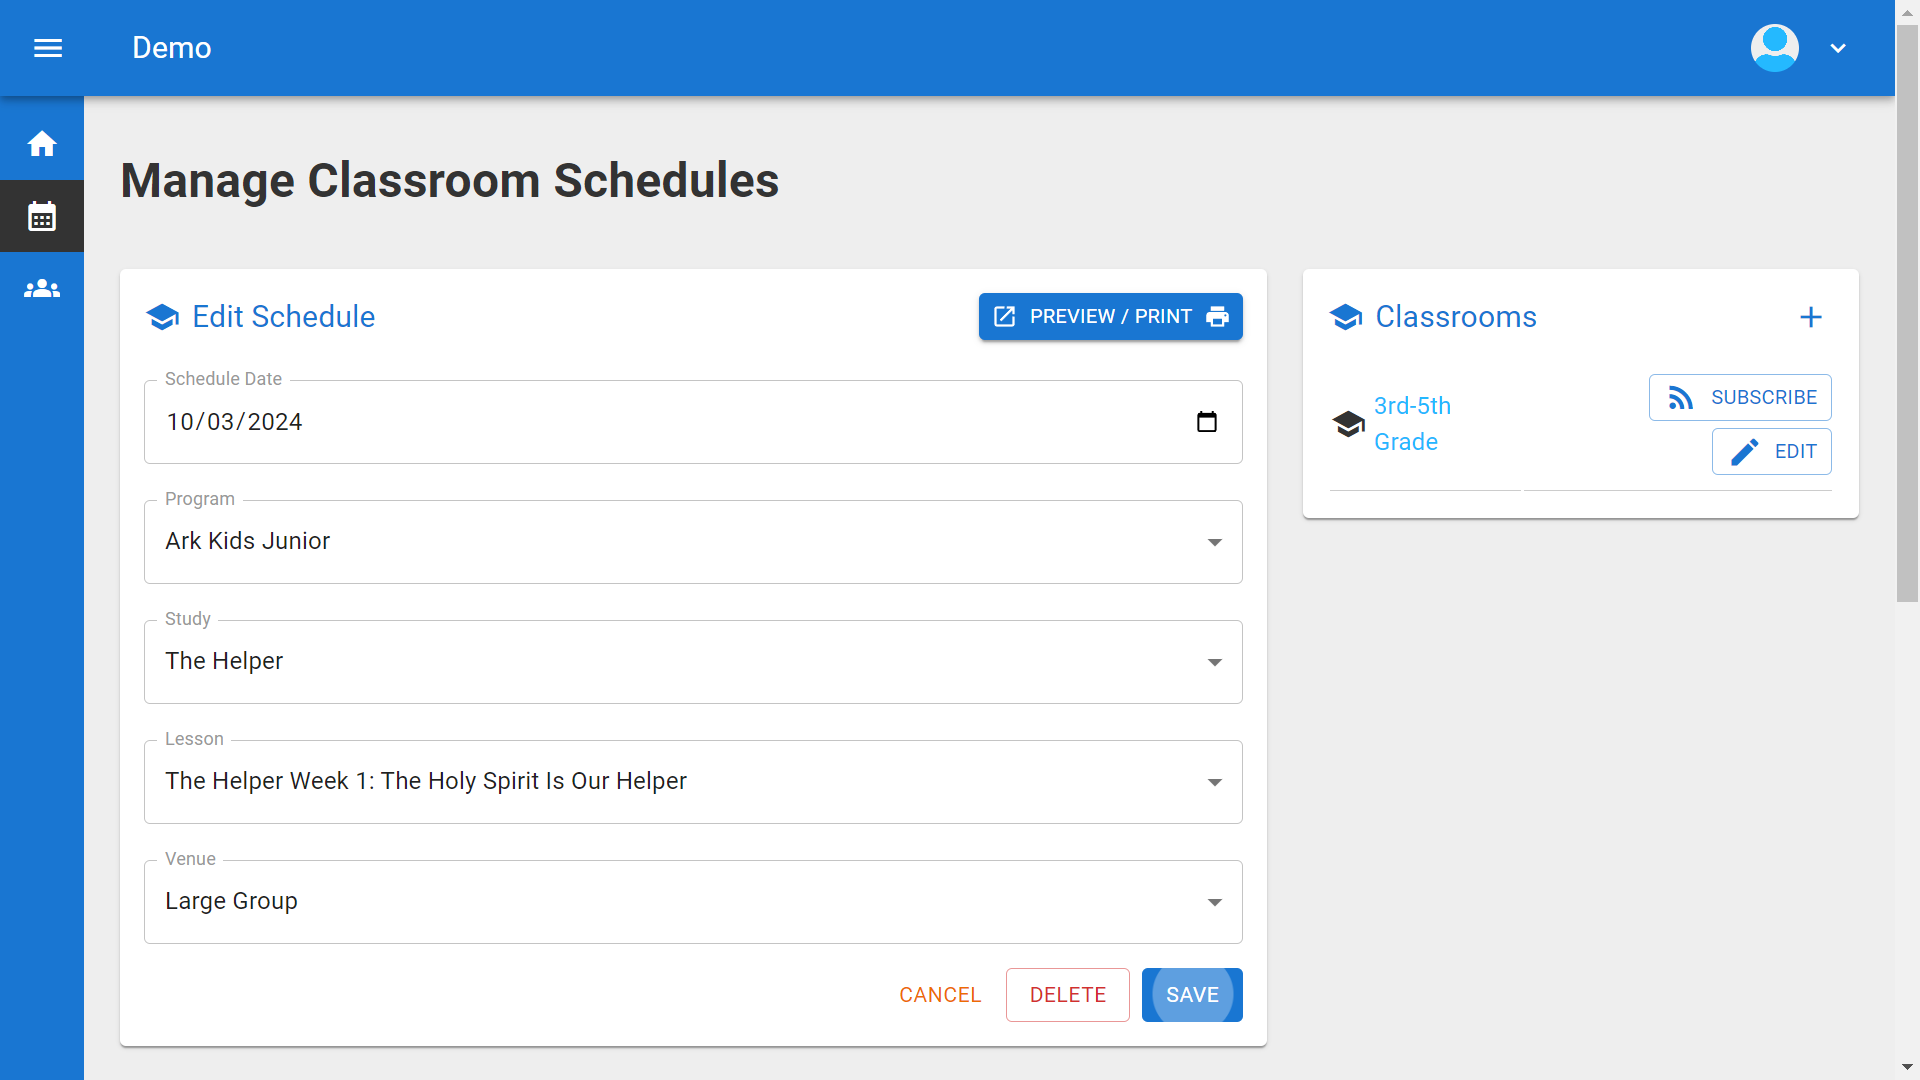 Demo
Manage Classroom Schedules
Edit Schedule
PREVIEW / PRINT
Schedule Date
10/03/2024
Program
Ark Kids Junior
Study
The Helper
Lesson
The Helper Week 1: The Holy Spirit Is Our Helper
Venue
Large Group
CANCEL
DELETE
SAVE
Classrooms
3rd-5th
Grade
SUBSCRIBE
EDIT